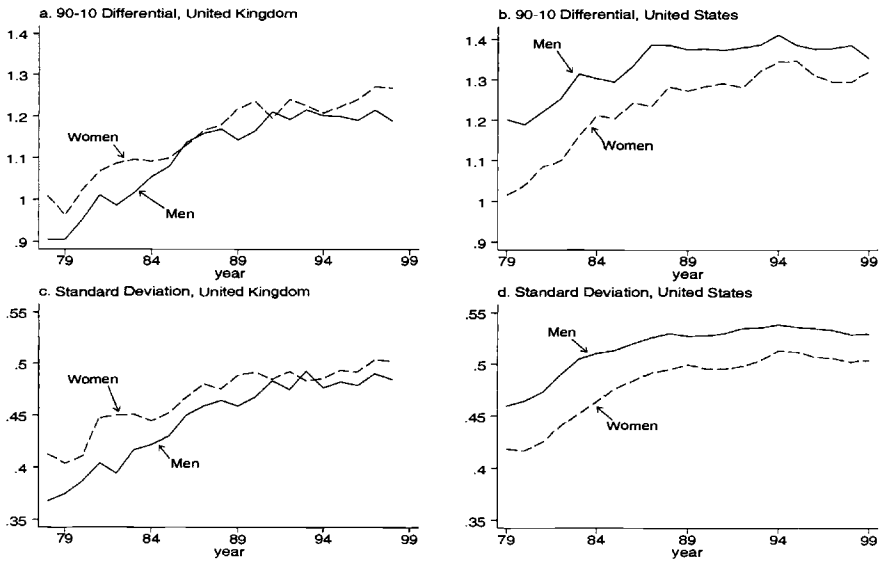 a. 90-10 Differential, United Kingdom
1.4
1.3
1.2
1.1
1
.9
Women
Men
79
84
89
94
99
year
b. 90-10 Differential, United States
1.4
1.3
1.2
1.1
1
.9
Men
Women
79
84
89
94
99
year
c. Standard Deviation, United Kingdom
.55
.5
.45
.4
.35
Women
Men
79
84
89
94
99
year
d. Standard Deviation, United States
.55
.5
.45
.4
.35
Men
Women
79
84
89
94
99
year